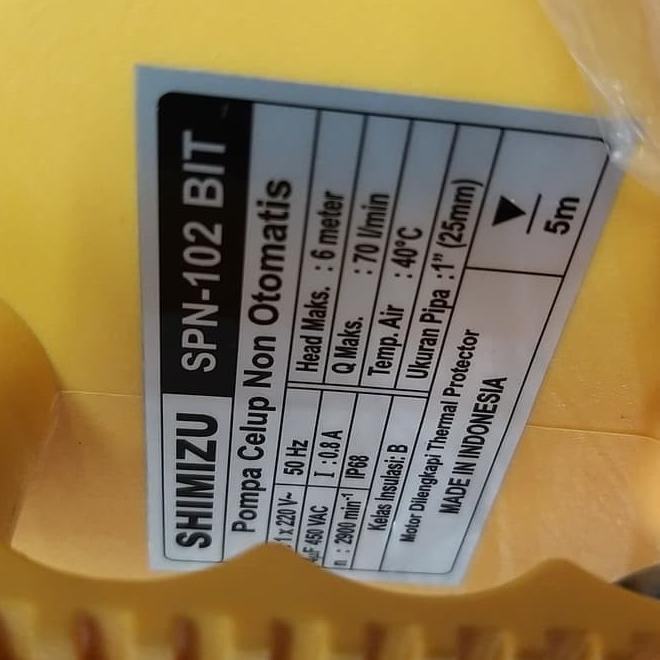 SHIMIZU SPN-102 BIT
Pompa Celup Non Otomatis
1 x 220 V~ 50 Hz Head Maks. : 6 meter
µF 450 VAC I : 0.8 A Q Maks. : 70 l/min
n : 2900 min⁻¹ IP68 Temp. Air : 40°C
Kelas Insulasi: B Ukuran Pipa :1" (25mm)
Motor Dilengkapi Thermal Protector
MADE IN INDONESIA
5m